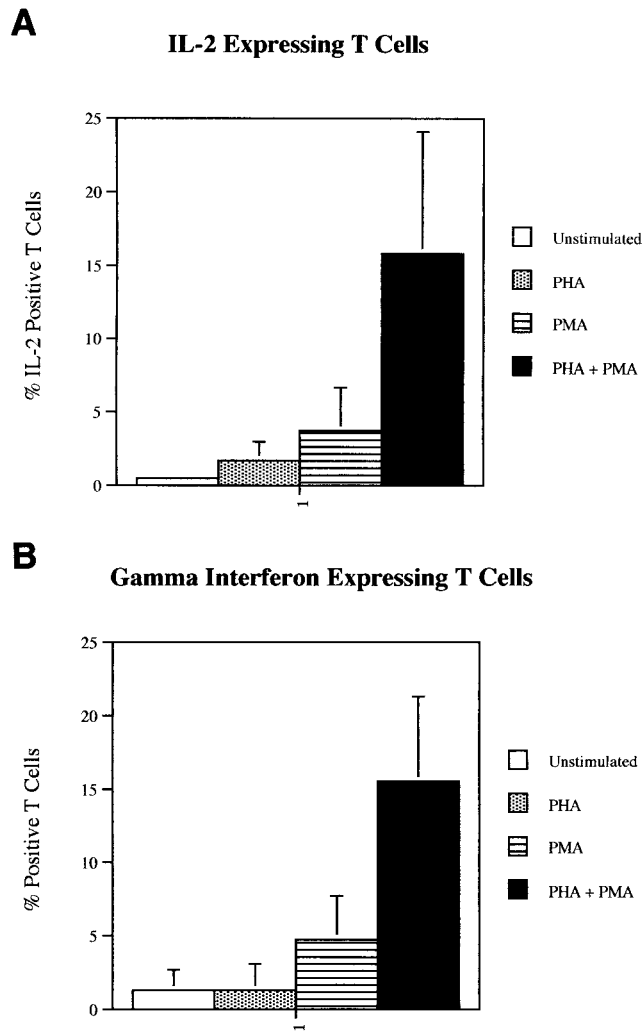 A
IL-2 Expressing T Cells
% IL-2 Positive T Cells
25
20
15
10
5
0
1
Unstimulated
PHA
PMA
PHA + PMA
B
Gamma Interferon Expressing T Cells
% Positive T Cells
25
20
15
10
5
0
1
Unstimulated
PHA
PMA
PHA + PMA